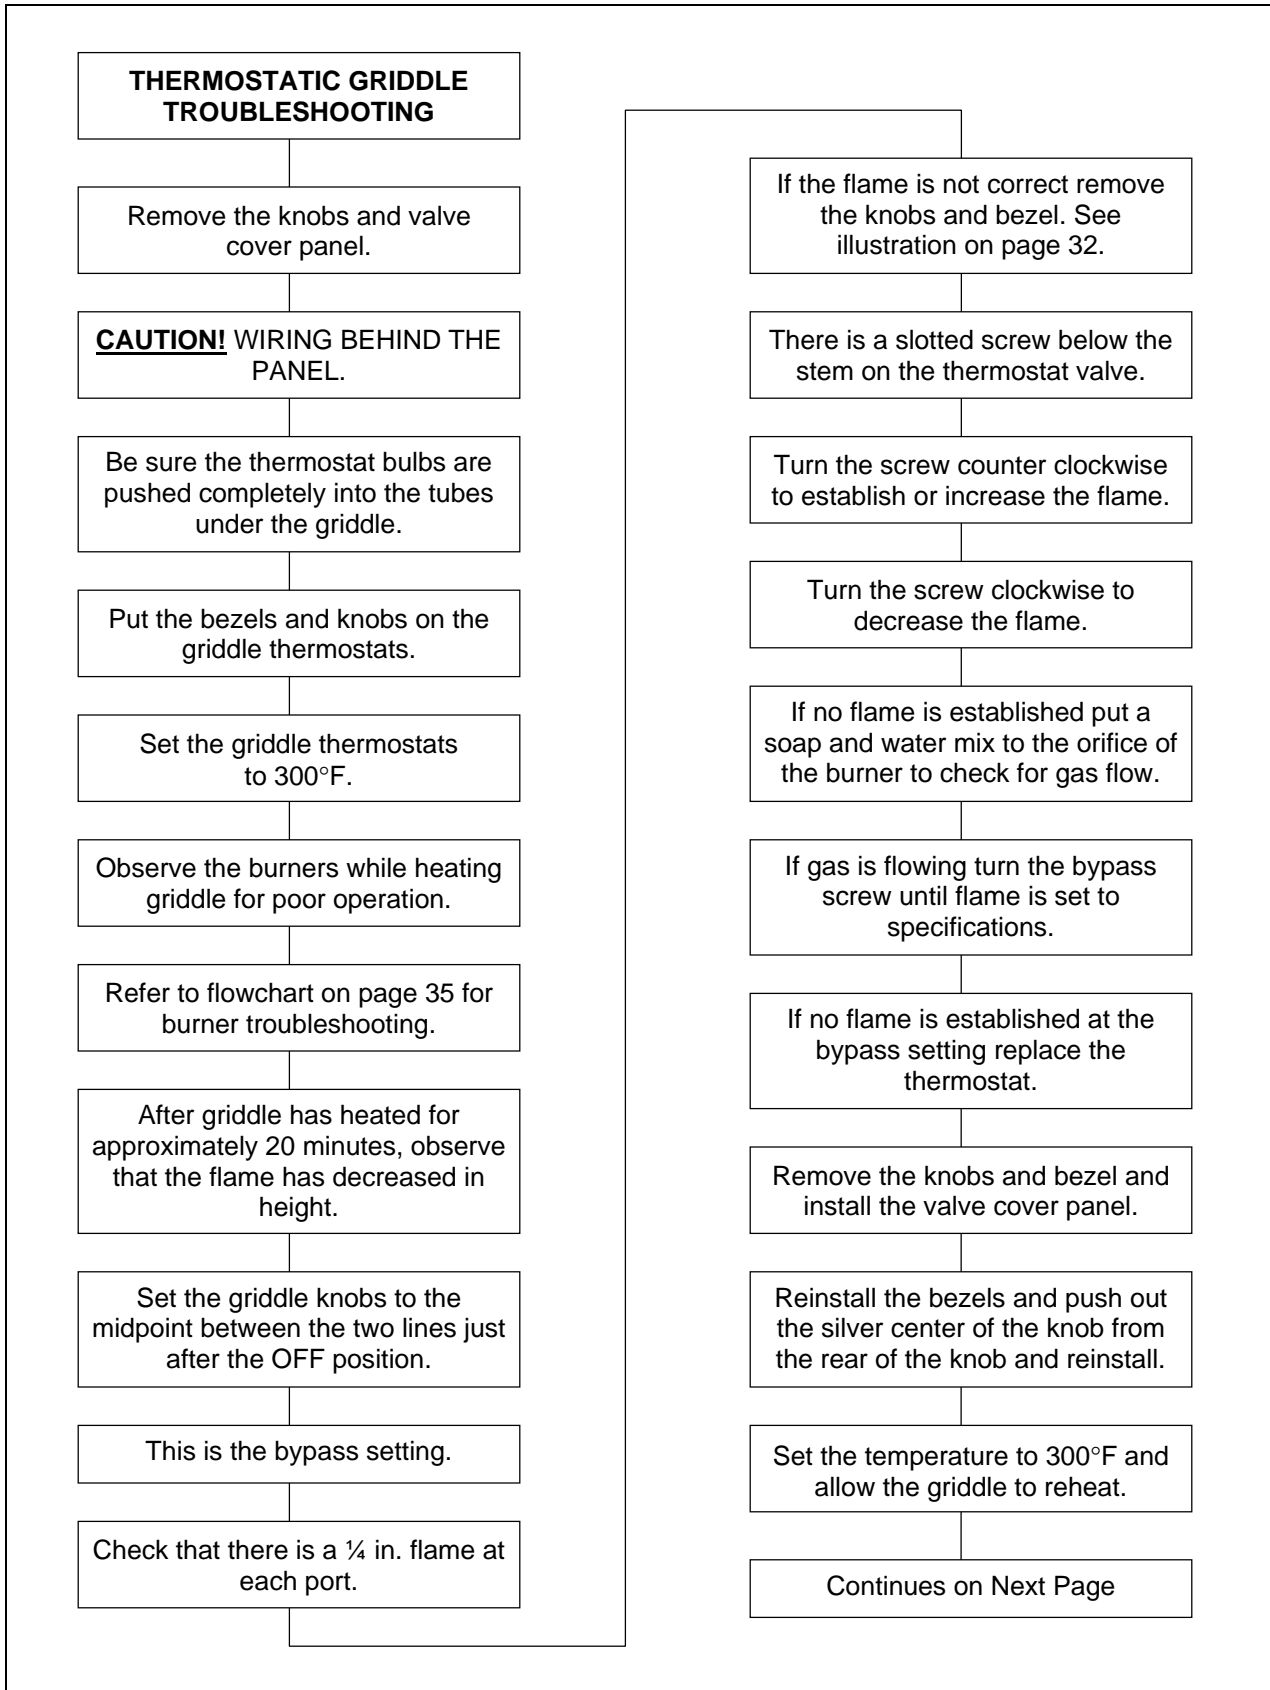 THERMOSTATIC GRIDDLE
TROUBLESHOOTING
Remove the knobs and valve
cover panel.
CAUTION! WIRING BEHIND THE
PANEL.
Be sure the thermostat bulbs are
pushed completely into the tubes
under the griddle.
Put the bezels and knobs on the
griddle thermostats.
Set the griddle thermostats
to 300°F.
Observe the burners while heating
griddle for poor operation.
Refer to flowchart on page 35 for
burner troubleshooting.
After griddle has heated for
approximately 20 minutes, observe
that the flame has decreased in
height.
Set the griddle knobs to the
midpoint between the two lines just
after the OFF position.
This is the bypass setting.
Check that there is a ¼ in. flame at
each port.
If the flame is not correct remove
the knobs and bezel. See
illustration on page 32.
There is a slotted screw below the
stem on the thermostat valve.
Turn the screw counter clockwise
to establish or increase the flame.
Turn the screw clockwise to
decrease the flame.
If no flame is established put a
soap and water mix to the orifice of
the burner to check for gas flow.
If gas is flowing turn the bypass
screw until flame is set to
specifications.
If no flame is established at the
bypass setting replace the
thermostat.
Remove the knobs and bezel and
install the valve cover panel.
Reinstall the bezels and push out
the silver center of the knob from
the rear of the knob and reinstall.
Set the temperature to 300°F and
allow the griddle to reheat.
Continues on Next Page